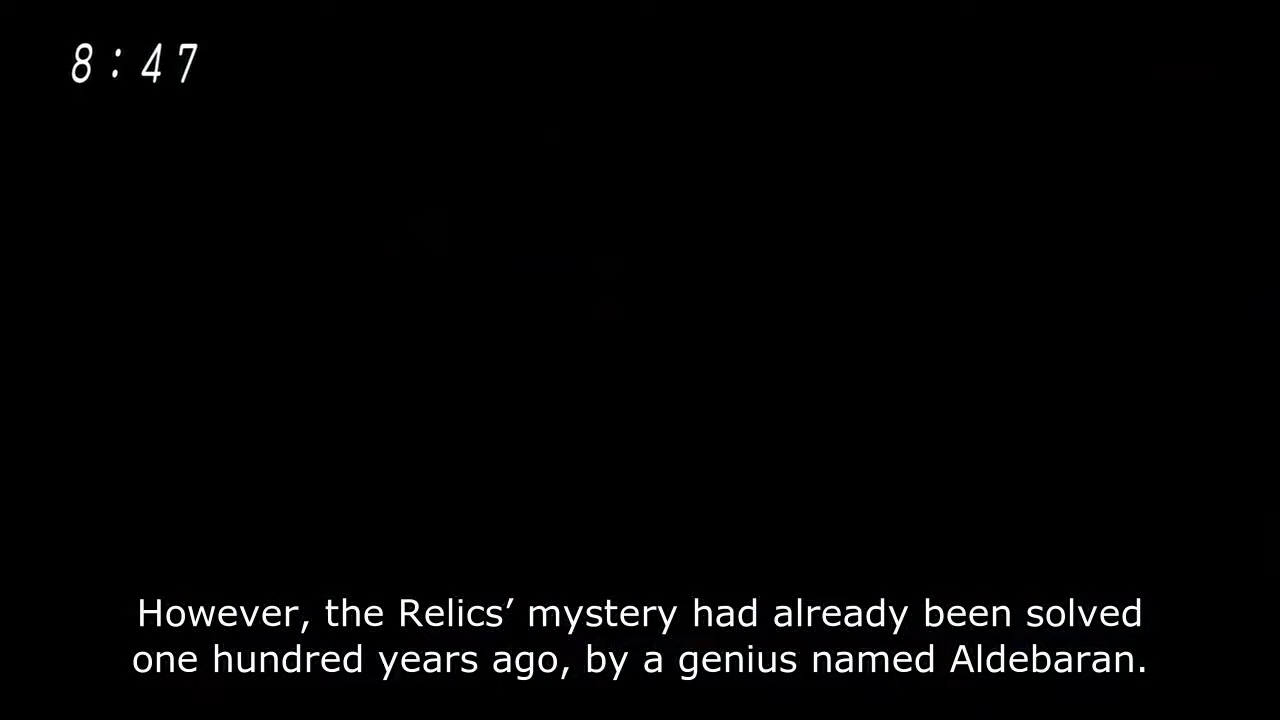 8:47
However, the Relics’ mystery had already been solved
one hundred years ago, by a genius named Aldebaran.